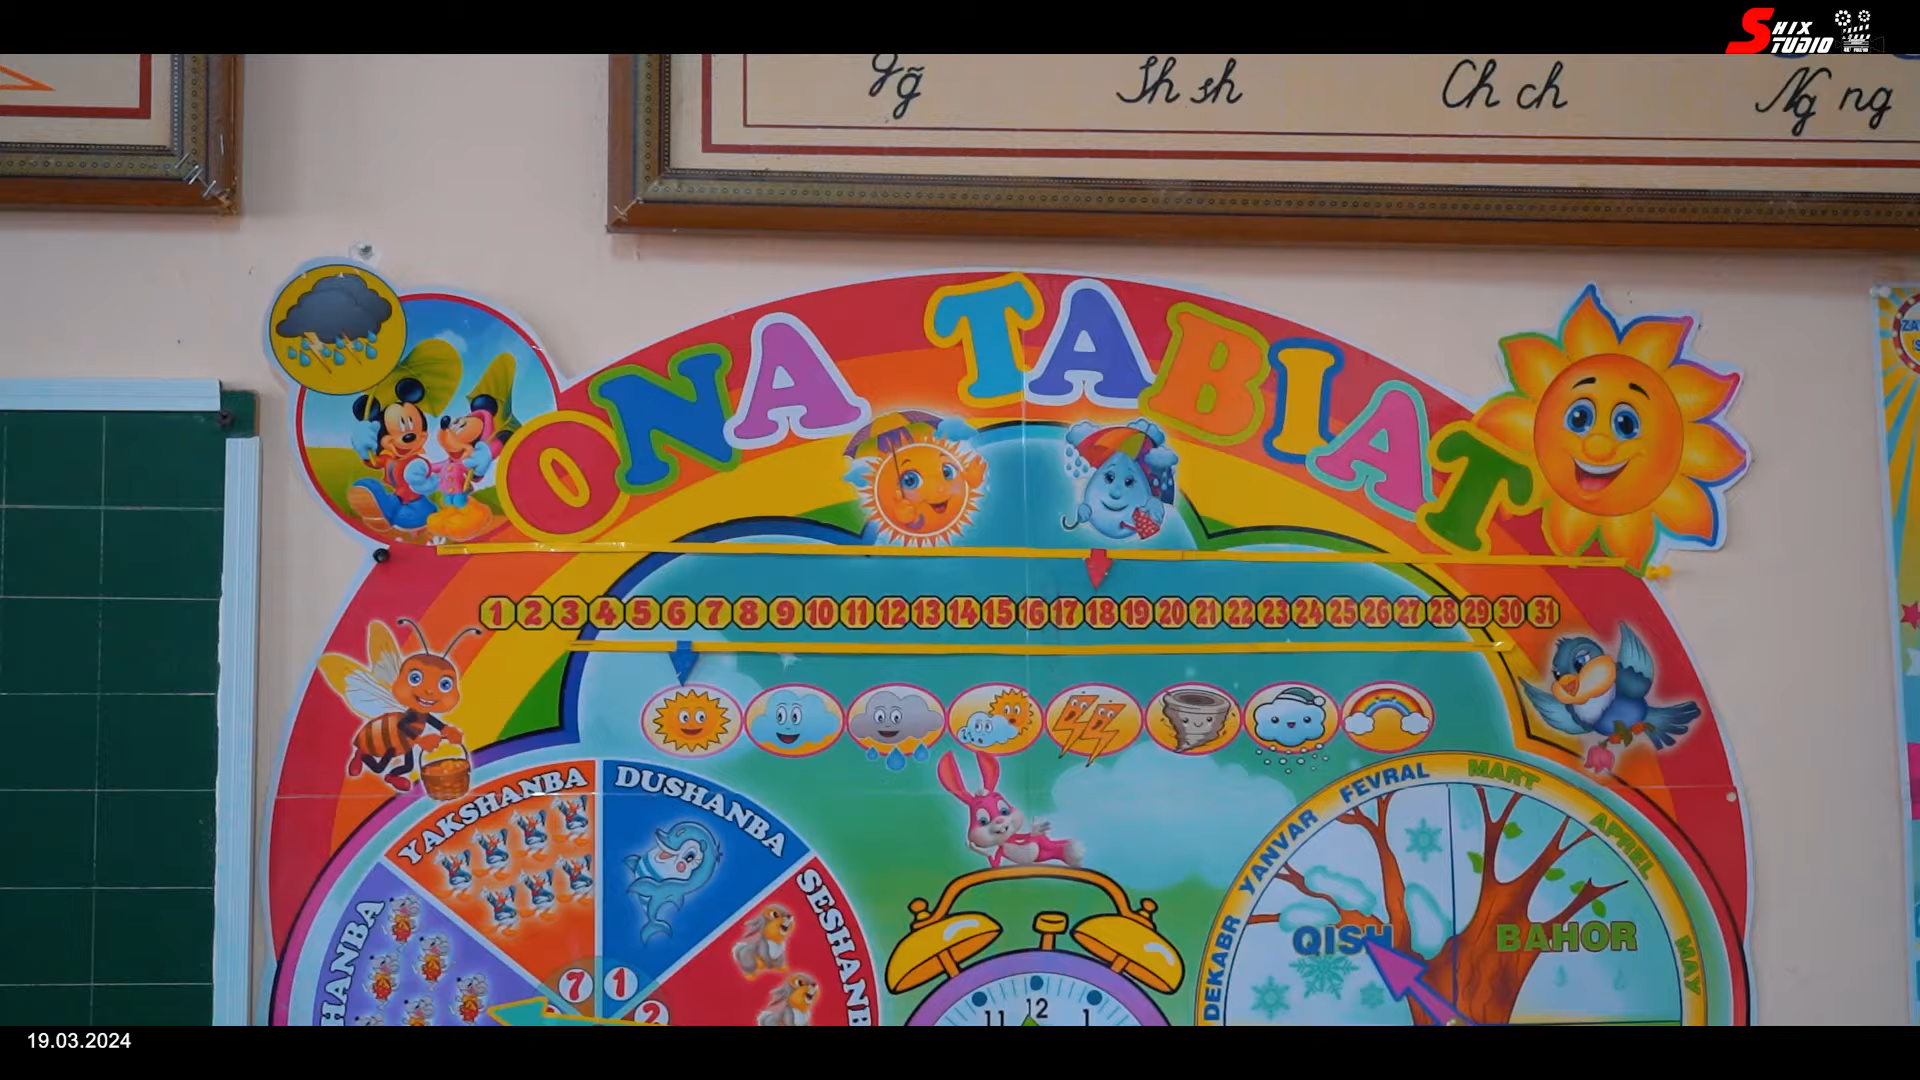 SHIX
STUDIO
G̃ g̃ Sh sh Ch ch Ng ng
ONA TABIAT
1 2 3 4 5 6 7 8 9 10 11 12 13 14 15 16 17 18 19 20 21 22 23 24 25 26 27 28 29 30 31
YAKSHANBA
DUSHANBA
SESHANB
HANBA
7 1
2
11 12 1
DEKABR YANVAR FEVRAL MART APREL MAY
QISH BAHOR
19.03.2024